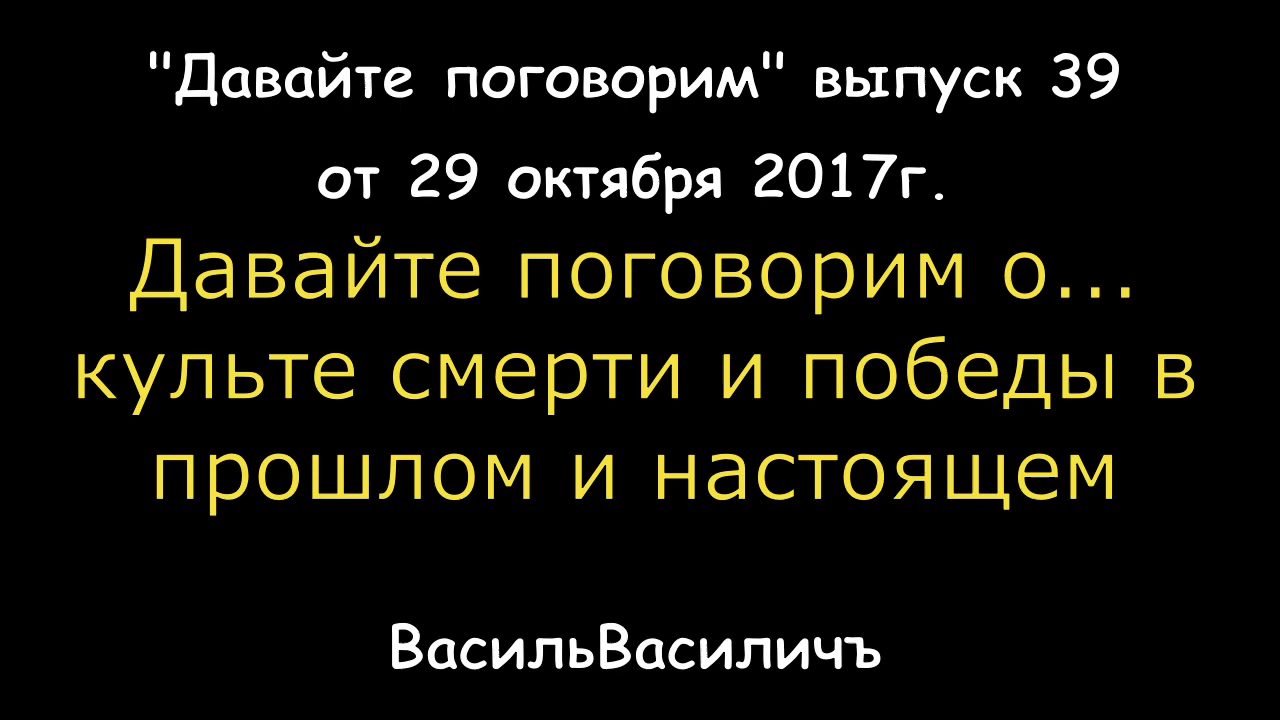 "Давайте поговорим" выпуск 39
от 29 октября 2017г.
Давайте поговорим о...
культе смерти и победы в
прошлом и настоящем
ВасильВасиличъ